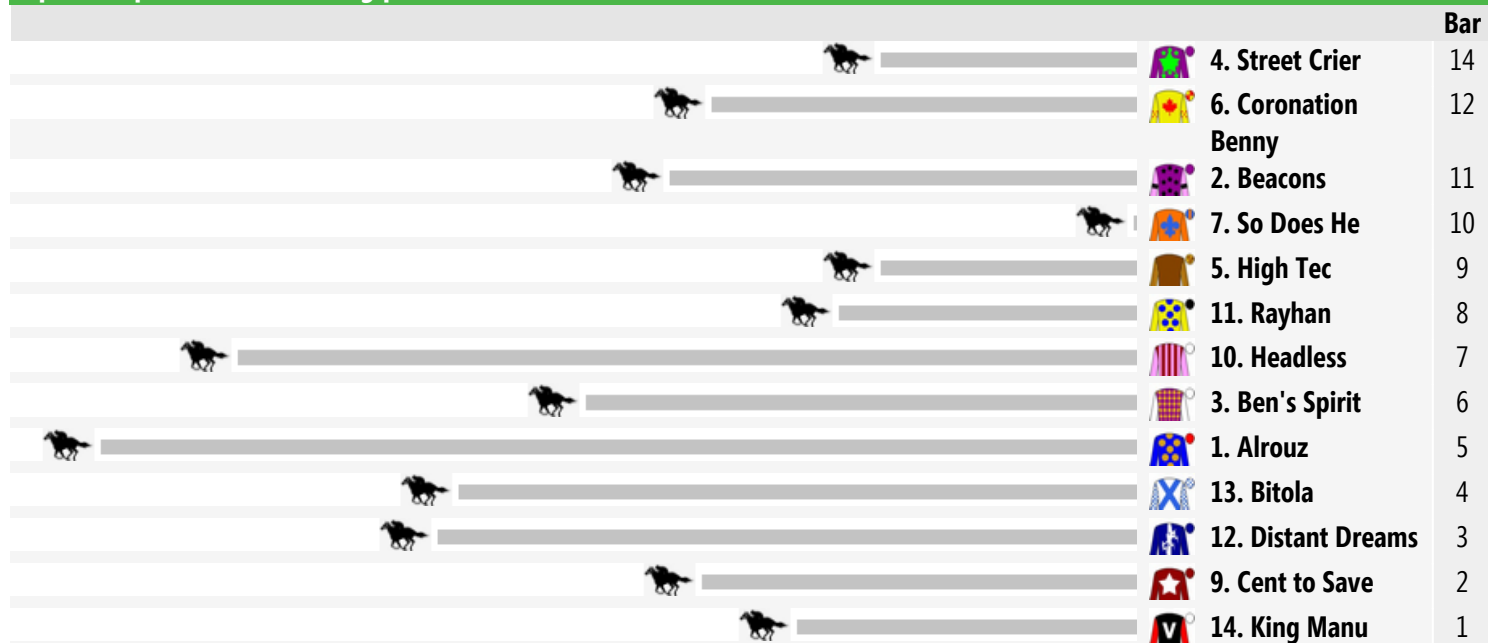 Bar
4. Street Crier 14
6. Coronation 12
Benny
2. Beacons 11
7. So Does He 10
5. High Tec 9
11. Rayhan 8
10. Headless 7
3. Ben's Spirit 6
1. Alrouz 5
13. Bitola 4
12. Distant Dreams 3
9. Cent to Save 2
V 14. King Manu 1